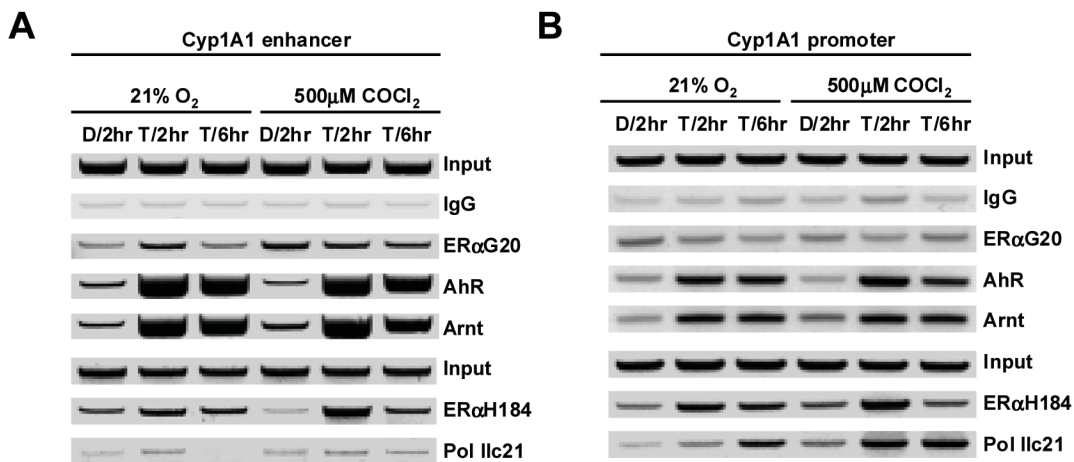 A
Cyp1A1 enhancer
21% O₂ 500μM COCl₂
D/2hr T/2hr T/6hr D/2hr T/2hr T/6hr
Input
IgG
ERαG20
AhR
Arnt
Input
ERαH184
Pol IIc21
B
Cyp1A1 promoter
21% O₂ 500μM COCl₂
D/2hr T/2hr T/6hr D/2hr T/2hr T/6hr
Input
IgG
ERαG20
AhR
Arnt
Input
ERαH184
Pol IIc21